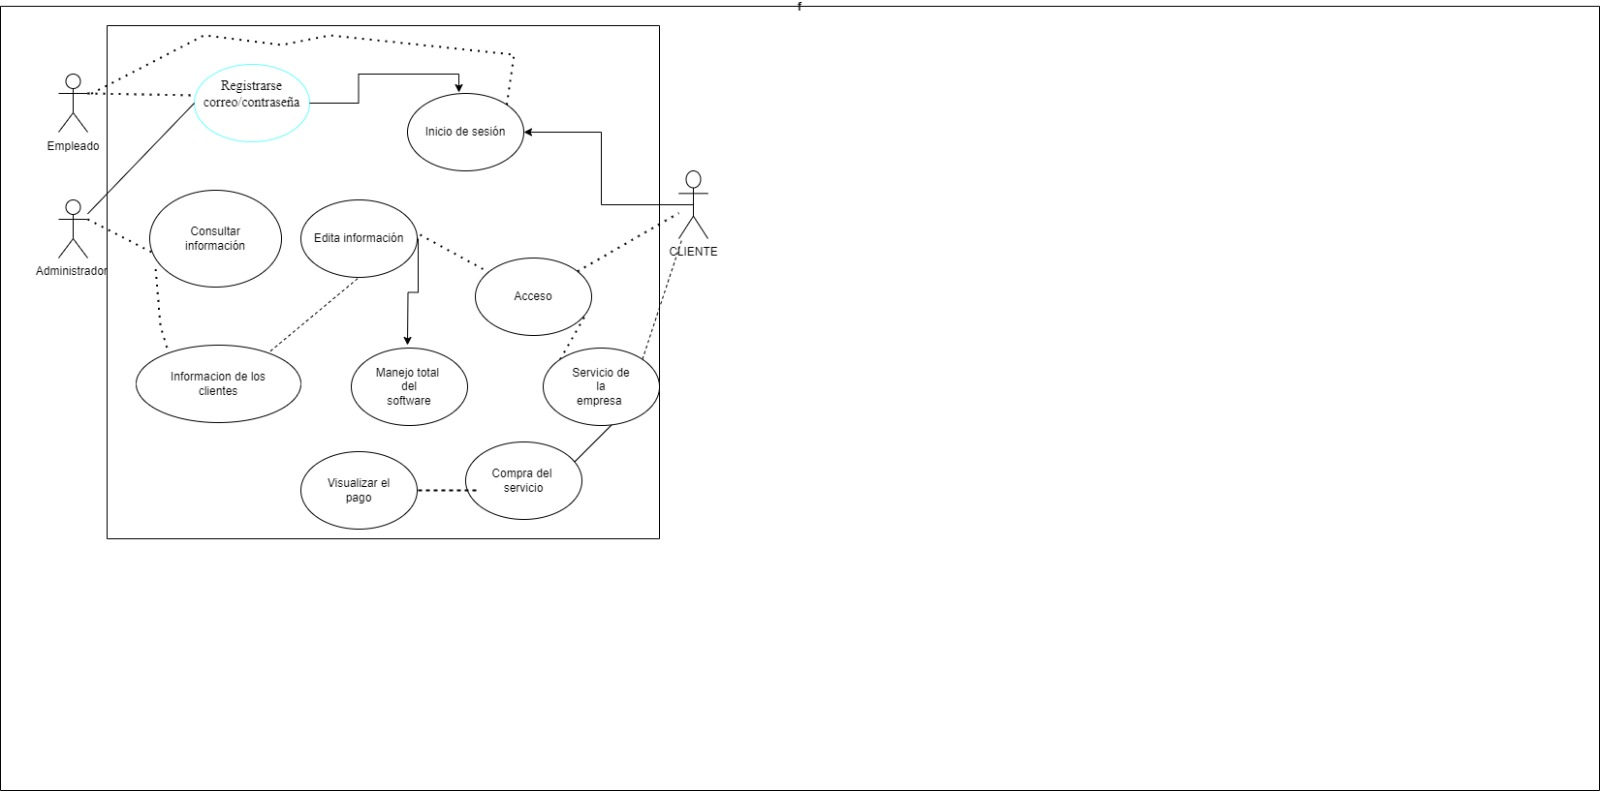 f
Registrarse
correo/contraseña
Inicio de sesión
Empleado
Consultar
información
Edita información
CLIENTE
Administrador
Acceso
Informacion de los
clientes
Manejo total
del
software
Servicio de
la
empresa
Visualizar el
pago
Compra del
servicio